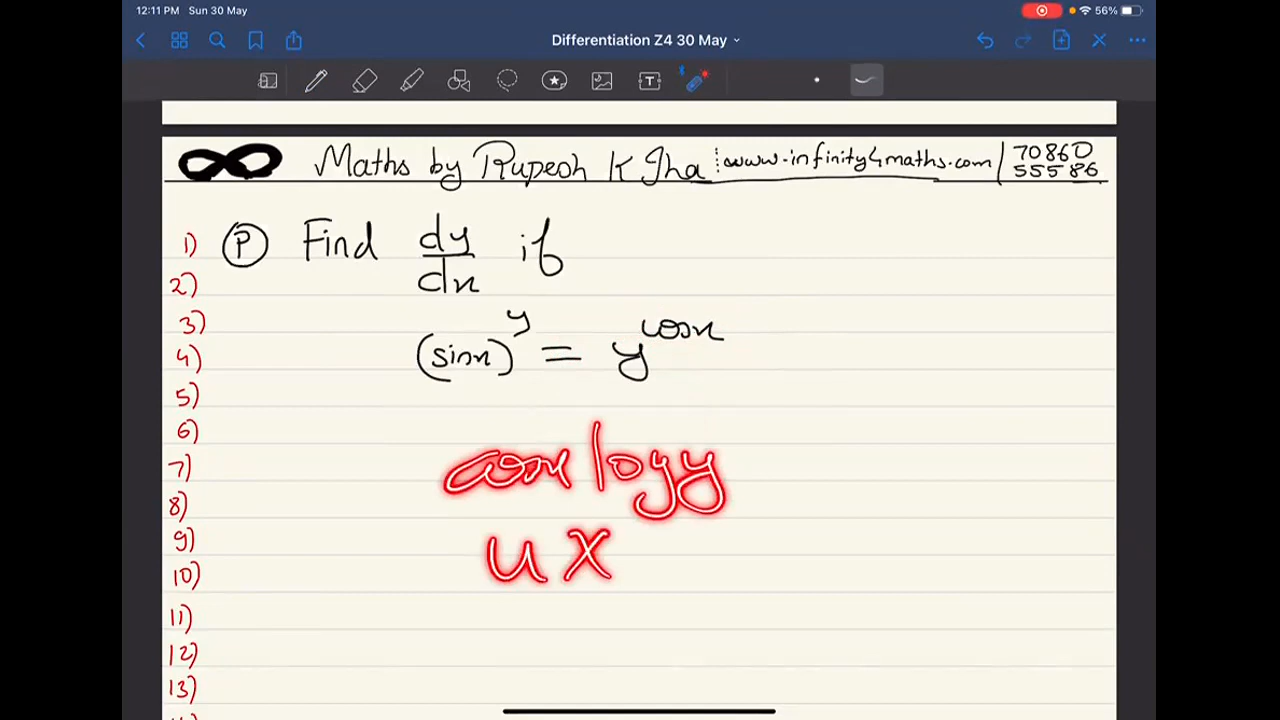 12:11 PM Sun 30 May 56%
Differentiation Z4 30 May
∞ Maths by Rupesh K Jha www.infinity4maths.com 70860 55586
1) P Find dy/dx if
2)
3)
4) (sinx)^y = y^cosx
5)
6)
7) cosx logy
8)
9) u x
10)
11)
12)
13)